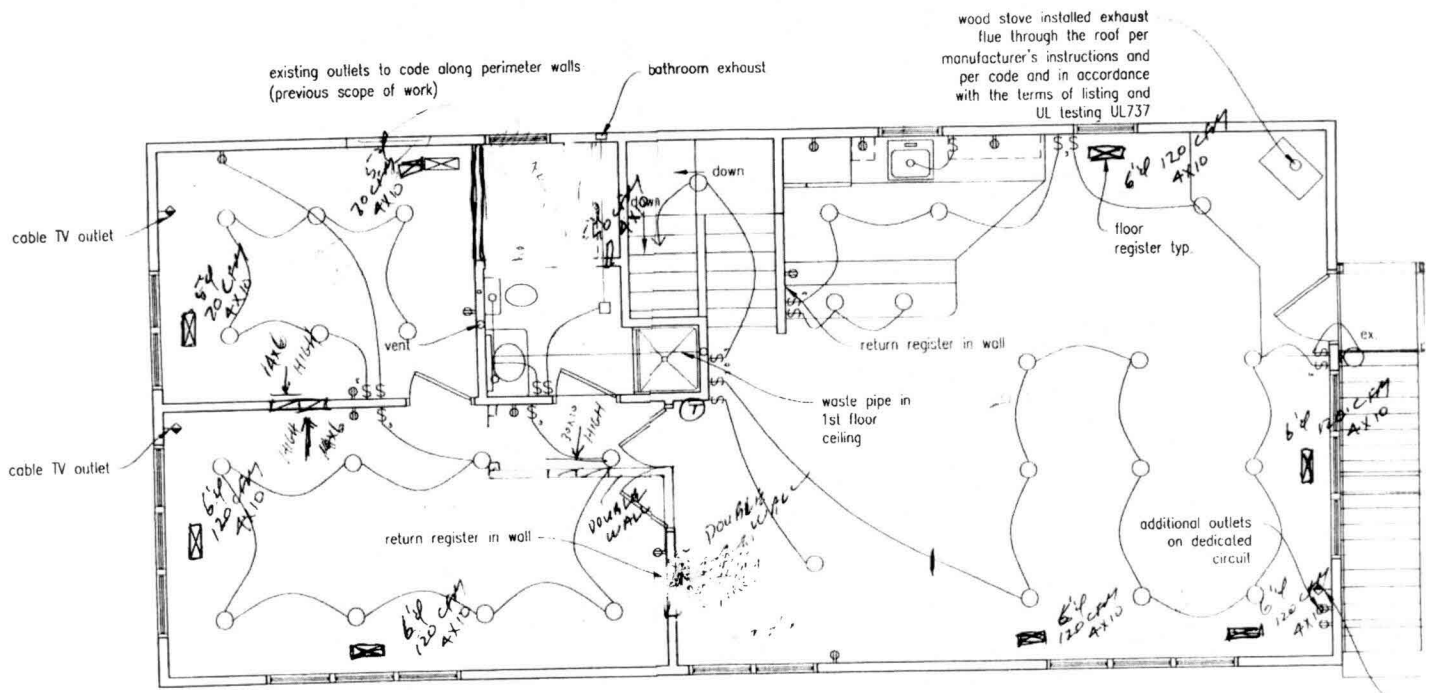 wood stove installed exhaust
flue through the roof per
manufacturer's instructions and
per code and in accordance
with the terms of listing and
UL testing UL737
existing outlets to code along perimeter walls
(previous scope of work)
bathroom exhaust
down
down
6"φ 120 CFM
4X10
floor
register typ.
cable TV outlet
4X10
4X10
20 CFM
4X10
vent
14X6
HIGH
return register in wall
ex.
waste pipe in
1st floor
ceiling
T
cable TV outlet
HIGH
14X6
30X10
HIGH
6"φ
120 CFM
4X10
6"φ
120 CFM
4X10
DOUBLE
WALL
DOUBLE
WALL
return register in wall
additional outlets
on dedicated
circuit
6"φ
120 CFM
4X10
6"φ
120 CFM
4X10
6"φ
120 CFM
4X10